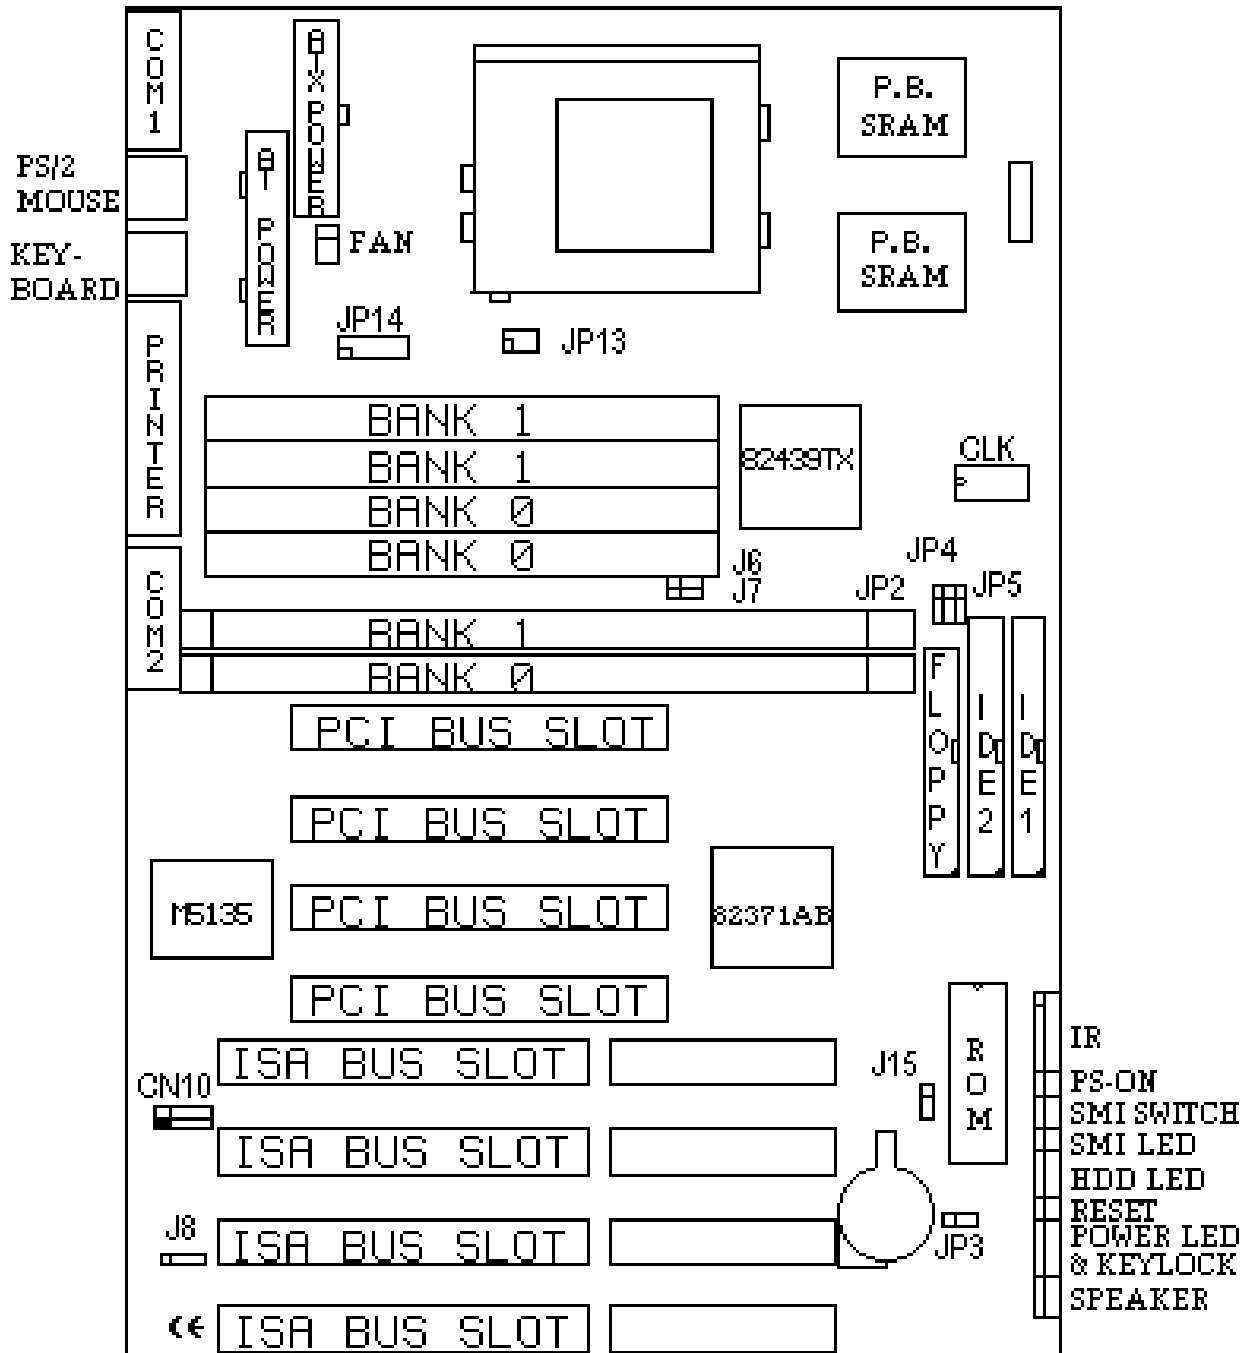 COM1
ATX POWER
P.B.
SRAM
PS/2
MOUSE
AT POWER
KEY-
BOARD
FAN
P.B.
SRAM
PRINTER
JP14
JP13
BANK 1
BANK 1
BANK 0
BANK 0
82439TX
CLK
COM2
J6
J7
JP4
JP2
JP5
BANK 1
BANK 0
FLOPPY
IDE2
IDE1
PCI BUS SLOT
PCI BUS SLOT
M5135
PCI BUS SLOT
82371AB
PCI BUS SLOT
ROM
IR
ISA BUS SLOT
J15
CN10
PS-ON
SMI SWITCH
SMI LED
ISA BUS SLOT
HDD LED
RESET
J8
ISA BUS SLOT
JP3
POWER LED
& KEYLOCK
SPEAKER
CE
ISA BUS SLOT